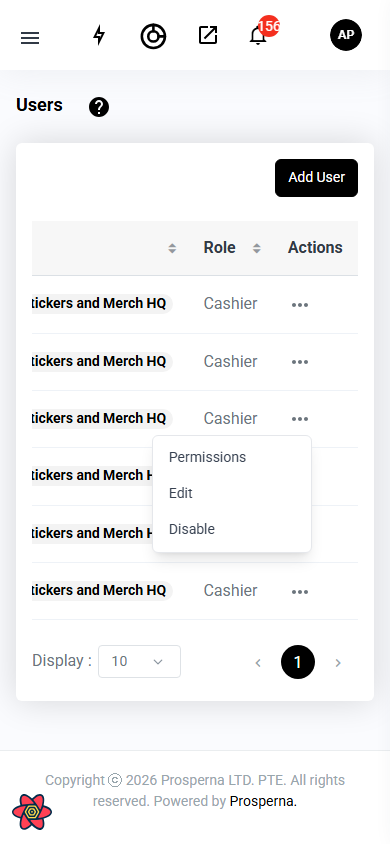 156
AP
Users
Add User
Role Actions
tickers and Merch HQ Cashier
tickers and Merch HQ Cashier
tickers and Merch HQ Cashier
tickers and Merch
Permissions
Edit
tickers and Merch
Disable
tickers and Merch HQ Cashier
Display : 10
1
Copyright © 2026 Prosperna LTD. PTE. All rights
reserved. Powered by Prosperna.